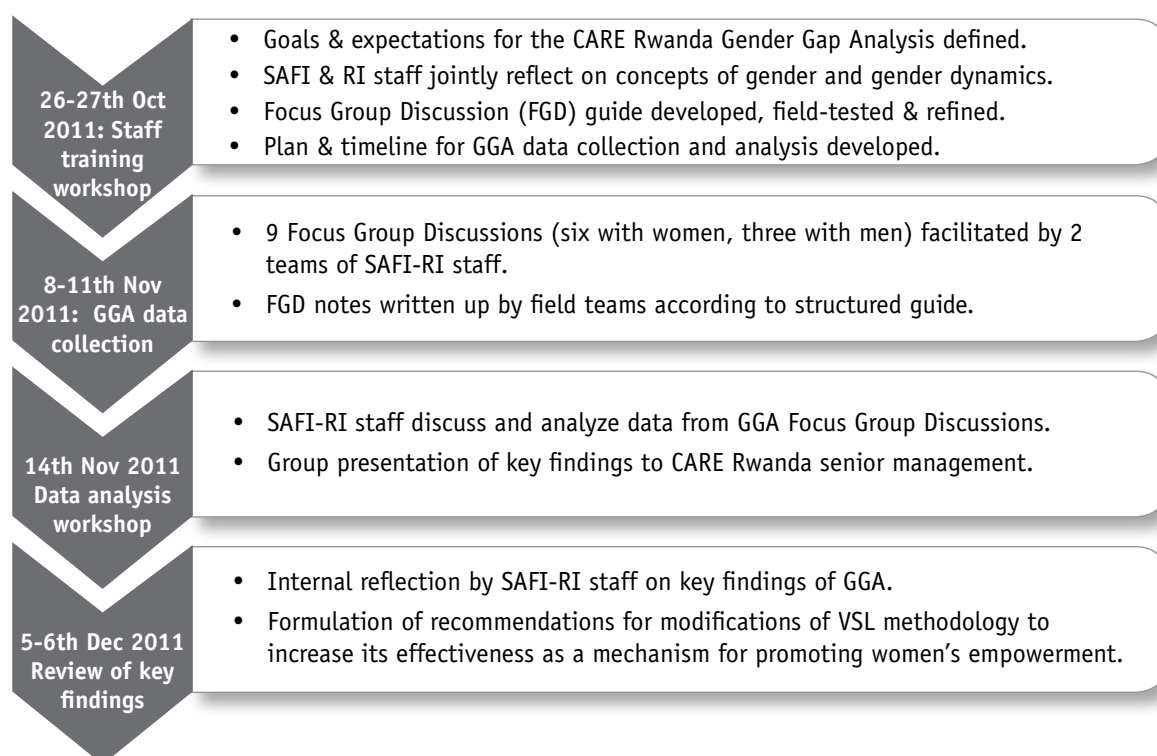 26-27th Oct
2011: Staff
training
workshop
• Goals & expectations for the CARE Rwanda Gender Gap Analysis defined.
• SAFI & RI staff jointly reflect on concepts of gender and gender dynamics.
• Focus Group Discussion (FGD) guide developed, field-tested & refined.
• Plan & timeline for GGA data collection and analysis developed.
8-11th Nov
2011: GGA data
collection
• 9 Focus Group Discussions (six with women, three with men) facilitated by 2
teams of SAFI-RI staff.
• FGD notes written up by field teams according to structured guide.
14th Nov 2011
Data analysis
workshop
• SAFI-RI staff discuss and analyze data from GGA Focus Group Discussions.
• Group presentation of key findings to CARE Rwanda senior management.
5-6th Dec 2011
Review of key
findings
• Internal reflection by SAFI-RI staff on key findings of GGA.
• Formulation of recommendations for modifications of VSL methodology to
increase its effectiveness as a mechanism for promoting women’s empowerment.